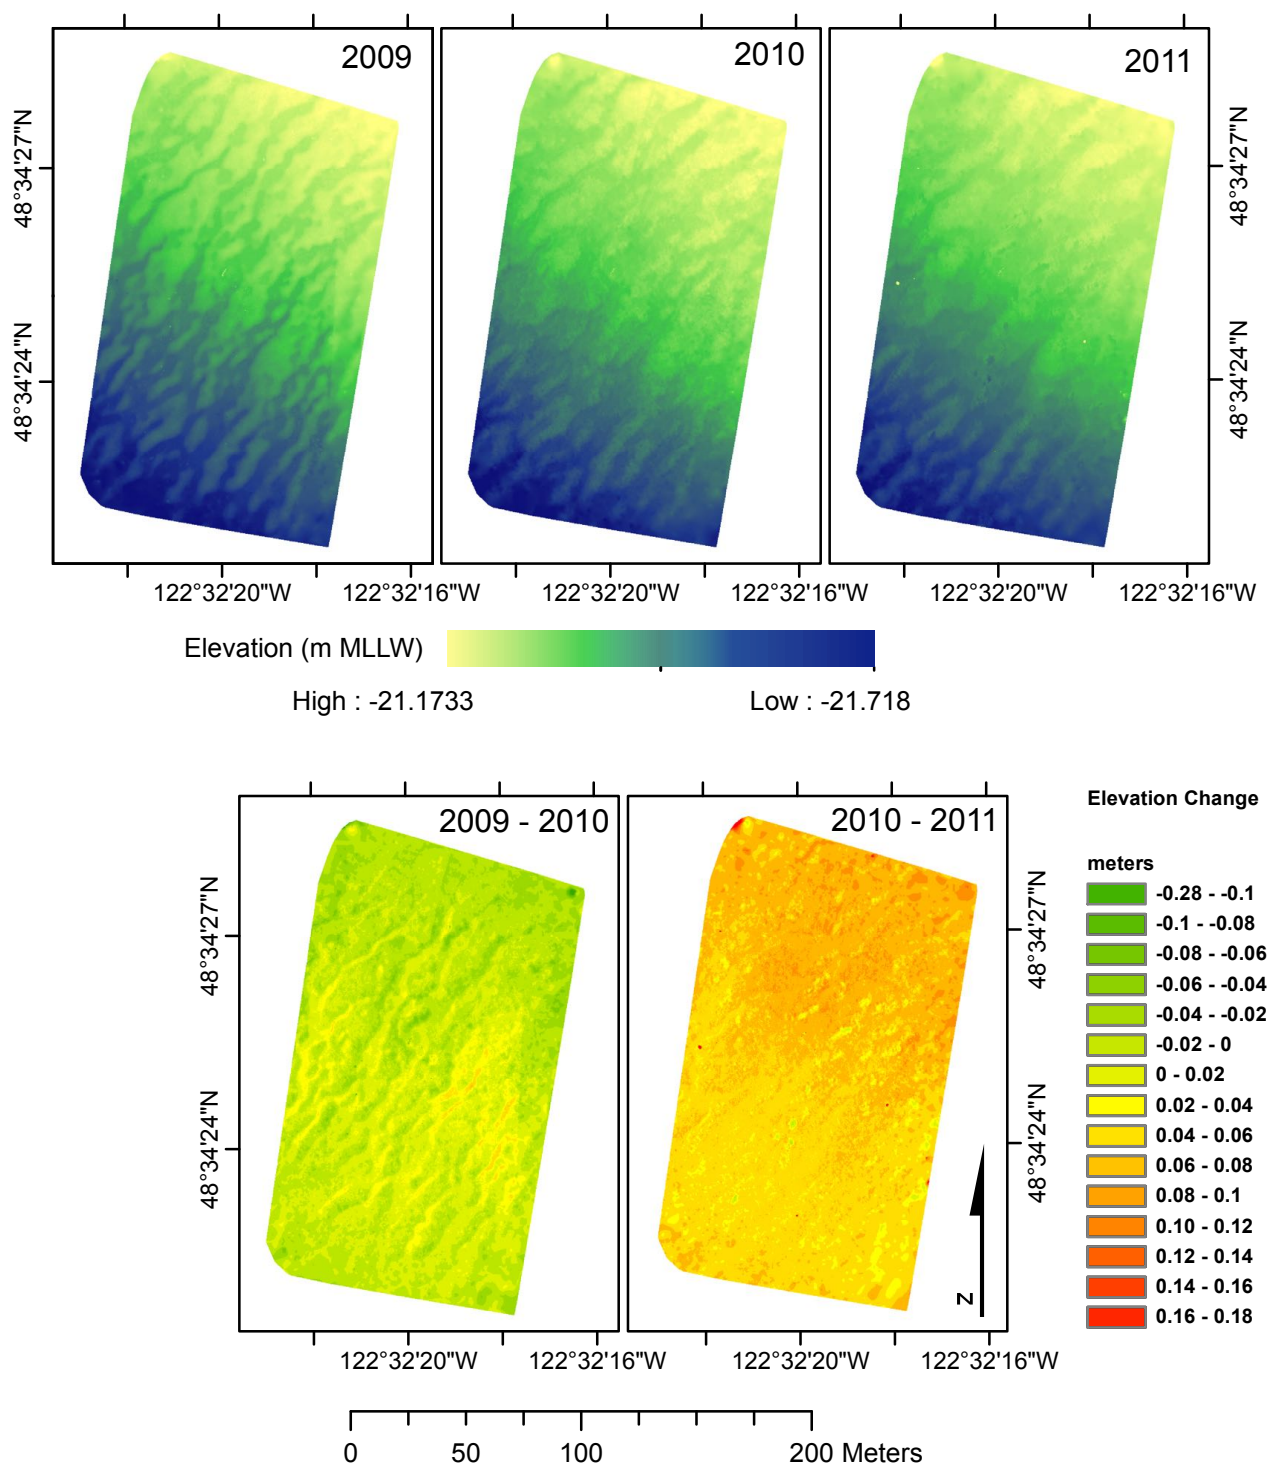 2009
2010
2011
48°34'27"N
48°34'24"N
48°34'27"N
48°34'24"N
122°32'20"W 122°32'16"W
122°32'20"W 122°32'16"W
122°32'20"W 122°32'16"W
Elevation (m MLLW)
High : -21.1733
Low : -21.718
2009 - 2010
2010 - 2011
48°34'27"N
48°34'24"N
48°34'27"N
48°34'24"N
122°32'20"W 122°32'16"W
122°32'20"W 122°32'16"W
N
Elevation Change
meters
-0.28 - -0.1
-0.1 - -0.08
-0.08 - -0.06
-0.06 - -0.04
-0.04 - -0.02
-0.02 - 0
0 - 0.02
0.02 - 0.04
0.04 - 0.06
0.06 - 0.08
0.08 - 0.1
0.10 - 0.12
0.12 - 0.14
0.14 - 0.16
0.16 - 0.18
0 50 100 200 Meters